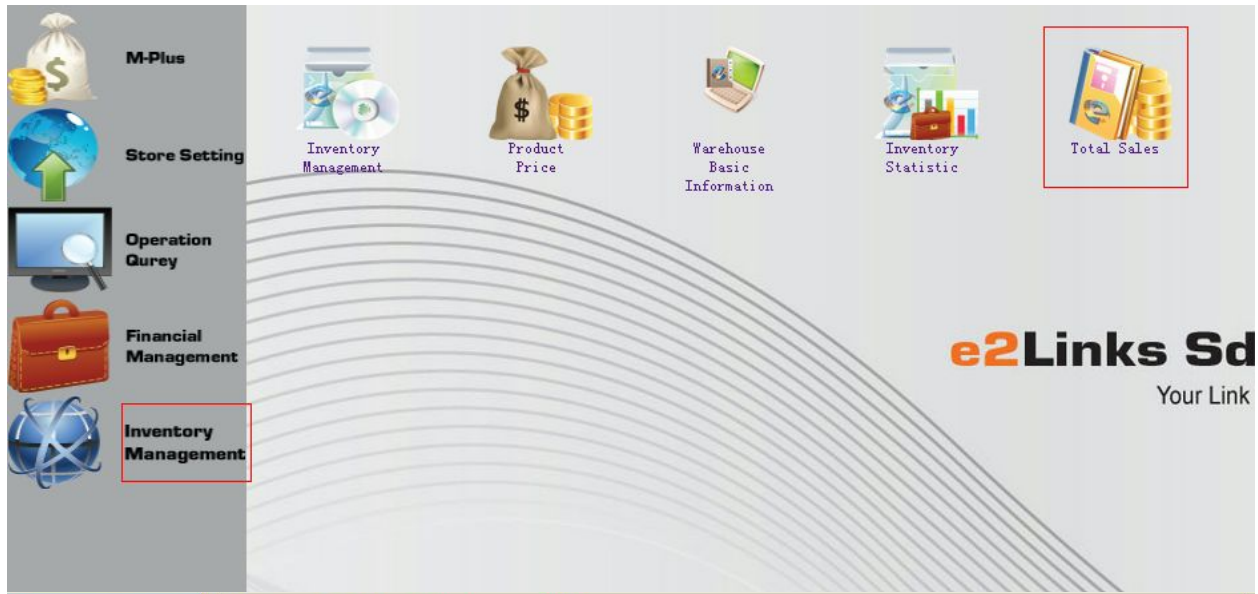 M-Plus
Store Setting
Operation
Qurey
Financial
Management
Inventory
Management
Inventory
Management
Product
Price
Warehouse
Basic
Information
Inventory
Statistic
Total Sales
e2Links Sd
Your Link